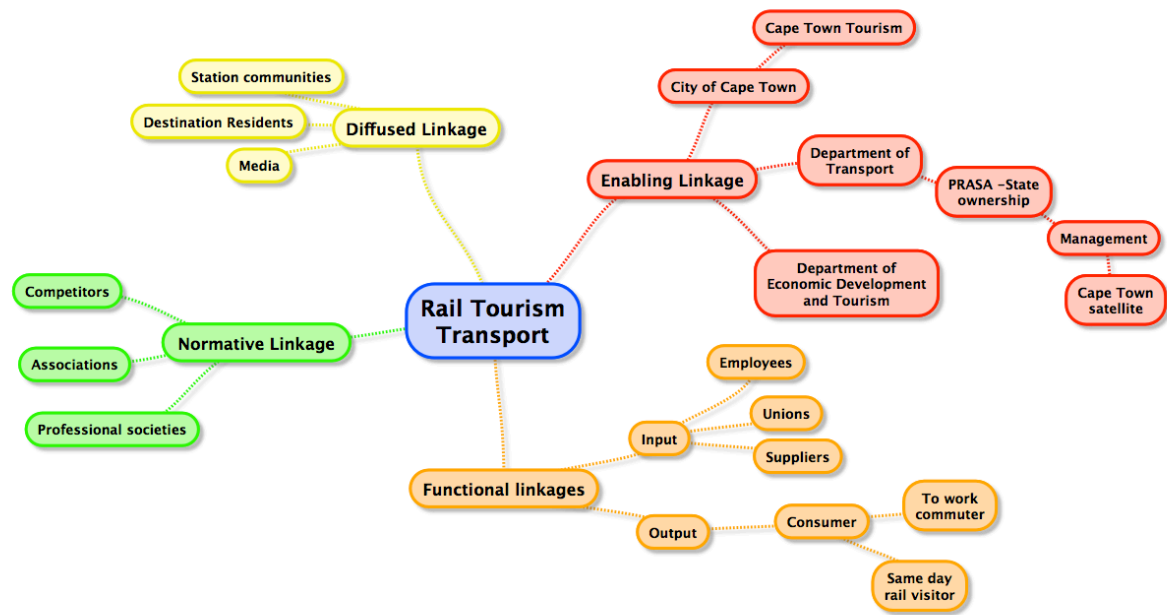 Cape Town Tourism
Station communities
City of Cape Town
Destination Residents
Diffused Linkage
Media
Enabling Linkage
Department of
Transport
PRASA -State
ownership
Management
Department of
Economic Development
and Tourism
Cape Town
satellite
Competitors
Rail Tourism
Transport
Normative Linkage
Associations
Professional societies
Employees
Unions
Input
Suppliers
Functional linkages
To work
commuter
Output
Consumer
Same day
rail visitor